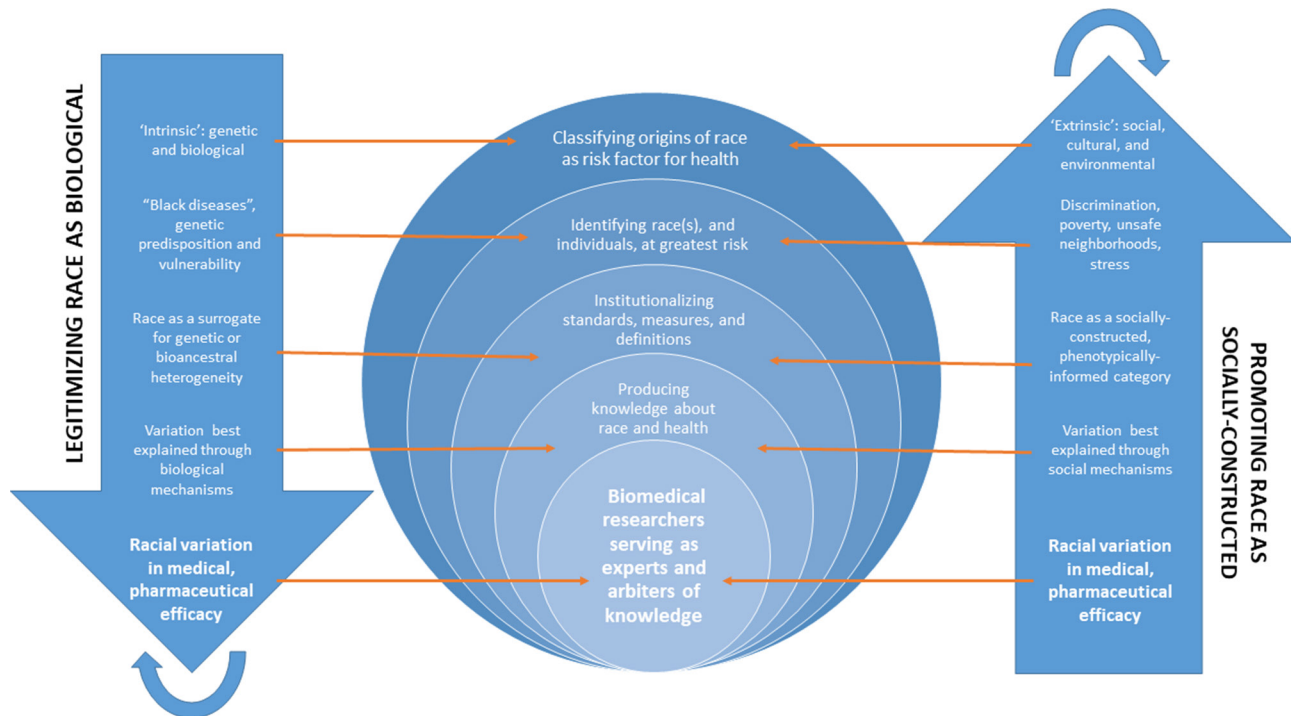 LEGITIMIZING RACE AS BIOLOGICAL
‘Intrinsic’: genetic
and biological
“Black diseases”,
genetic
predisposition and
vulnerability
Race as a surrogate
for genetic or
bioancestral
heterogeneity
Variation best
explained through
biological
mechanisms
Racial variation
in medical,
pharmaceutical
efficacy
Classifying origins of race
as risk factor for health
Identifying race(s), and
individuals, at greatest risk
Institutionalizing
standards, measures, and
definitions
Producing
knowledge about
race and health
Biomedical
researchers
serving as
experts and
arbiters of
knowledge
‘Extrinsic’: social,
cultural, and
environmental
Discrimination,
poverty, unsafe
neighborhoods,
stress
Race as a socially-
constructed,
phenotypically-
informed category
Variation best
explained through
social mechanisms
Racial variation
in medical,
pharmaceutical
efficacy
PROMOTING RACE AS
SOCIALLY-CONSTRUCTED